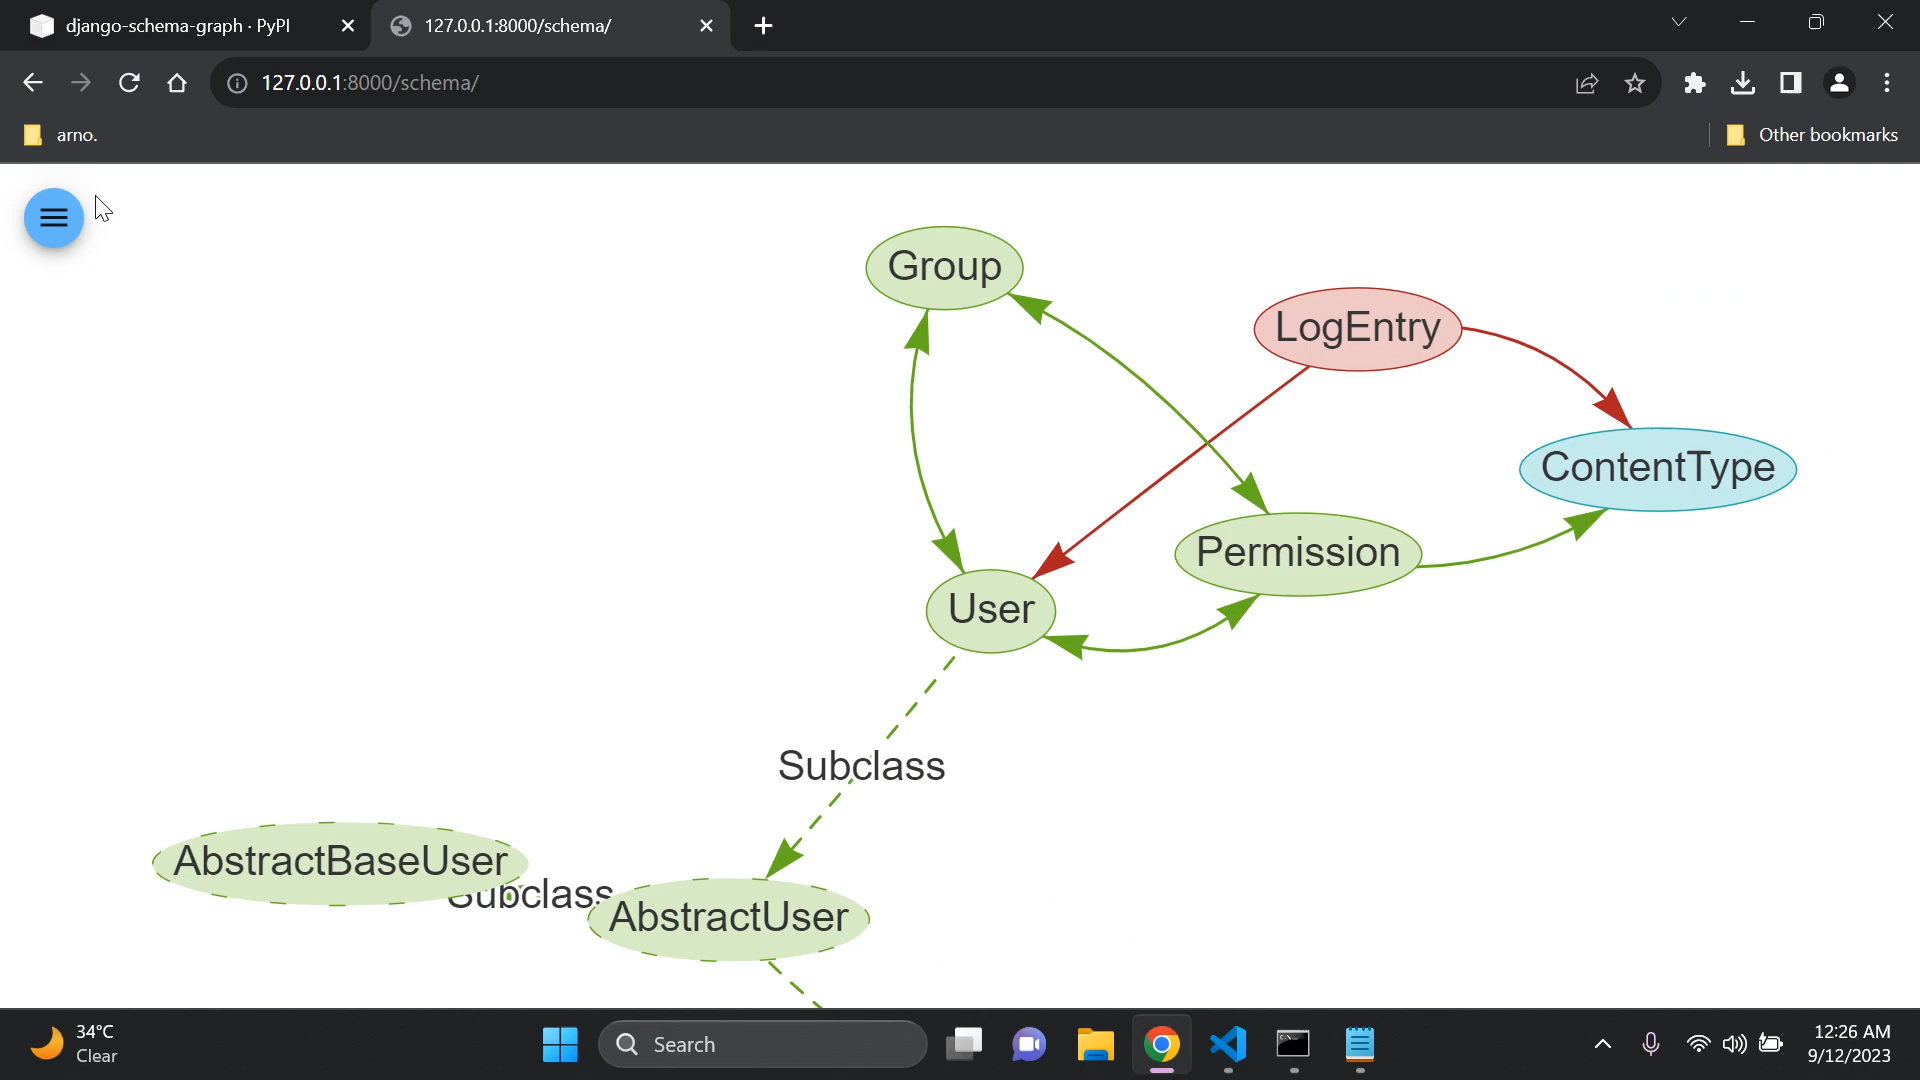 django-schema-graph · PyPI
127.0.0.1:8000/schema/
127.0.0.1:8000/schema/
arno.
Other bookmarks
Group
LogEntry
ContentType
Permission
User
Subclass
AbstractBaseUser
Subclass
AbstractUser
34°C
Clear
Search
12:26 AM
9/12/2023